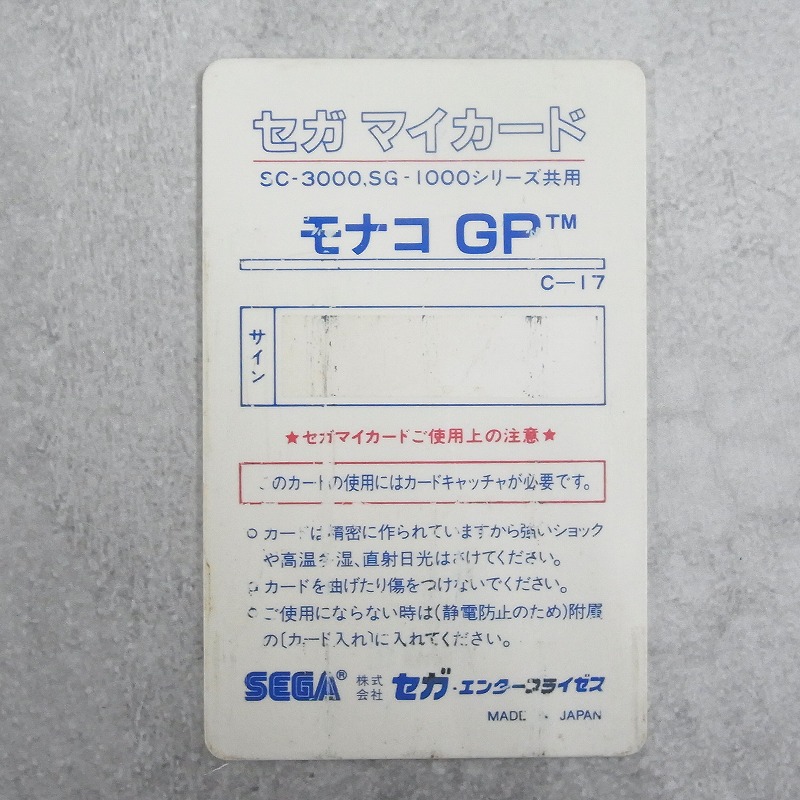 セガ マイカード
SC-3000,SG-1000シリーズ共用
モナコ GP™
C-17
サイン
★セガマイカードご使用上の注意★
このカードの使用にはカードキャッチャが必要です。
○カードは精密に作られていますから強いショック
や高温多湿、直射日光はさけてください。
○カードを曲げたり傷をつけないでください。
○ご使用にならない時は(静電防止のため)附属
の〔カード入れ〕に入れてください。
SEGA® 株式会社 セガ・エンタープライゼス
MADE IN JAPAN